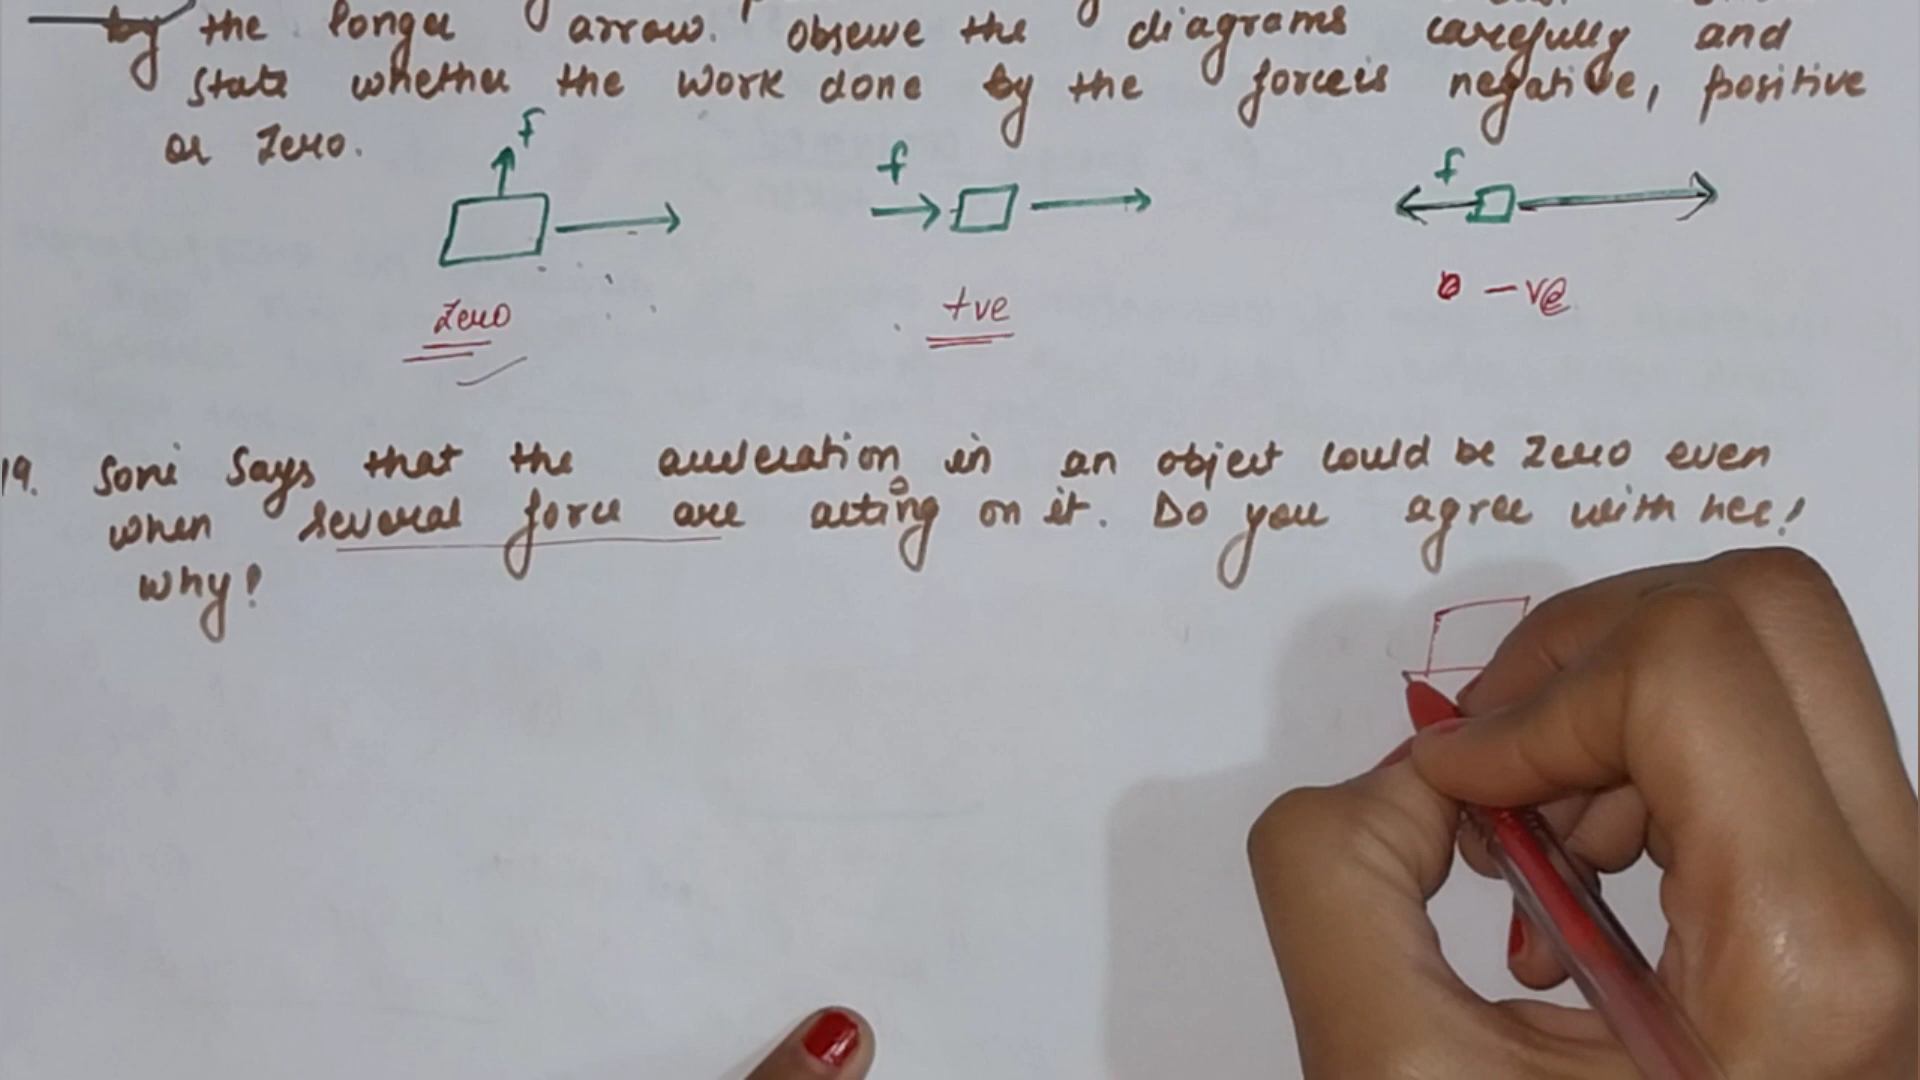 by the longer arrow. Observe the diagrams carefully and
state whether the work done by the force is negative, positive
or zero.
F
F
F
zero
+ve
-ve
19. Soni says that the acceleration in an object could be zero even
when several force are acting on it. Do you agree with her?
why?